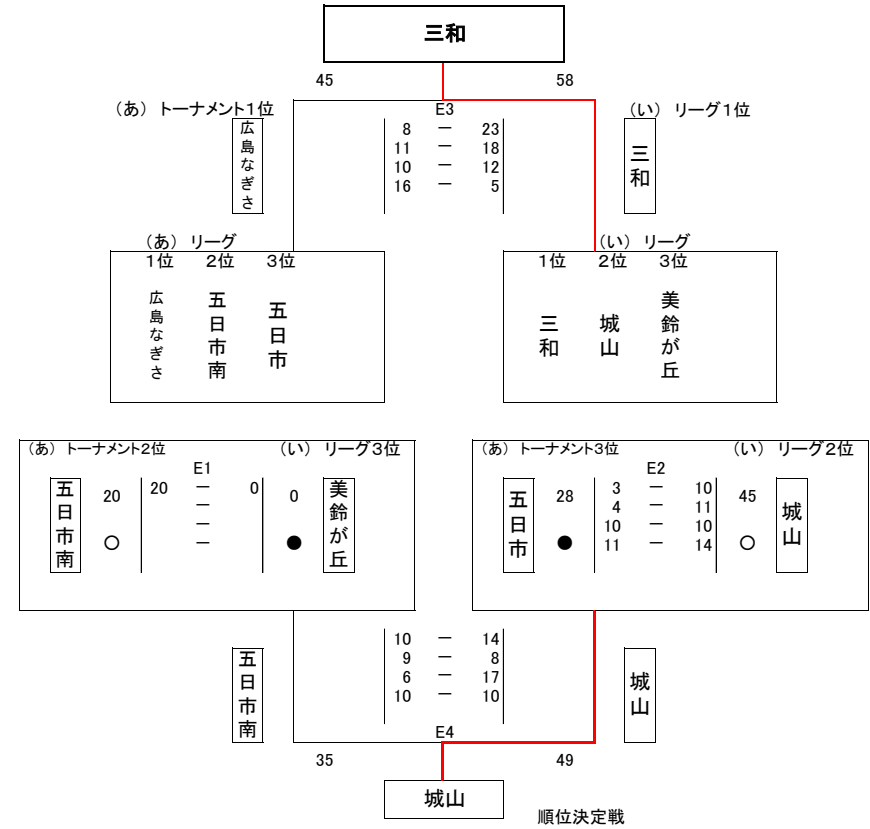 三和
45 58
(あ) トーナメント1位 E3 (い) リーグ1位
広島なぎさ
8 ー 23
11 ー 18
10 ー 12
16 ー 5
三和
(あ) リーグ
1位 2位 3位
広島なぎさ
五日市南
五日市
(い) リーグ
1位 2位 3位
三和
城山
美鈴が丘
(あ) トーナメント2位 (い) リーグ3位
E1
五日市南
20 ○
20 ー 0
ー
ー
ー
0 ●
美鈴が丘
(あ) トーナメント3位 (い) リーグ2位
E2
五日市
28 ●
3 ー 10
4 ー 11
10 ー 10
11 ー 14
45 ○
城山
五日市南
10 ー 14
9 ー 8
6 ー 17
10 ー 10
城山
E4
35 49
城山
順位決定戦